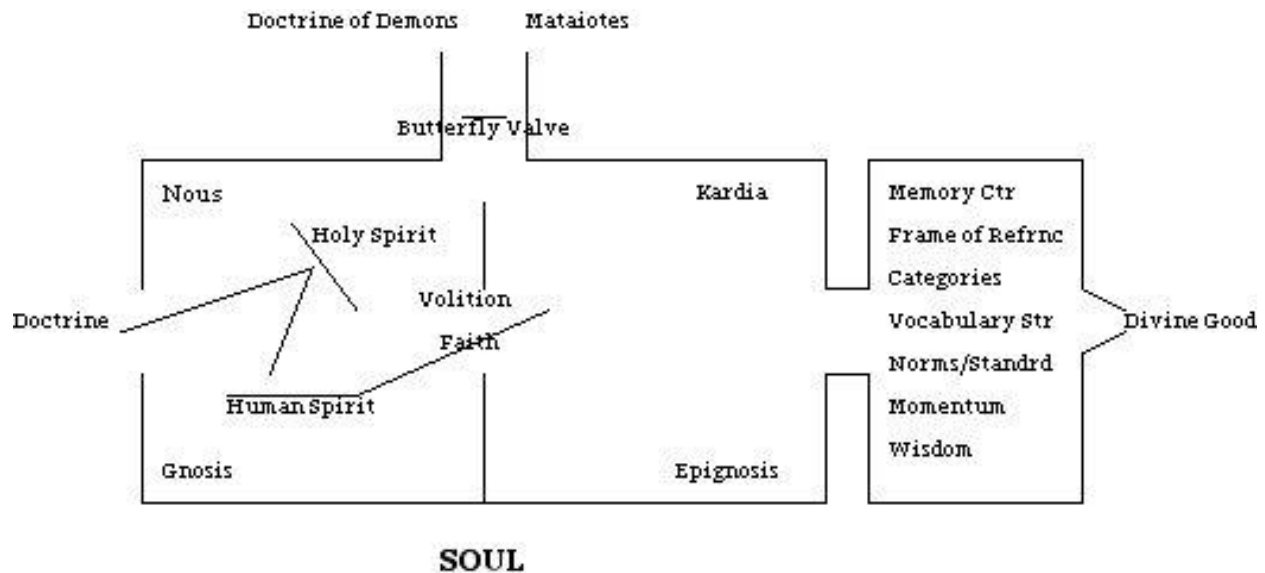 Doctrine of Demons
Mataiotes
Butterfly Valve
Nous
Kardia
Holy Spirit
Volition
Doctrine
Faith
Human Spirit
Gnosis
Epignosis
Memory Ctr
Frame of Refrnc
Categories
Vocabulary Str
Norms/Standrd
Momentum
Wisdom
Divine Good
SOUL